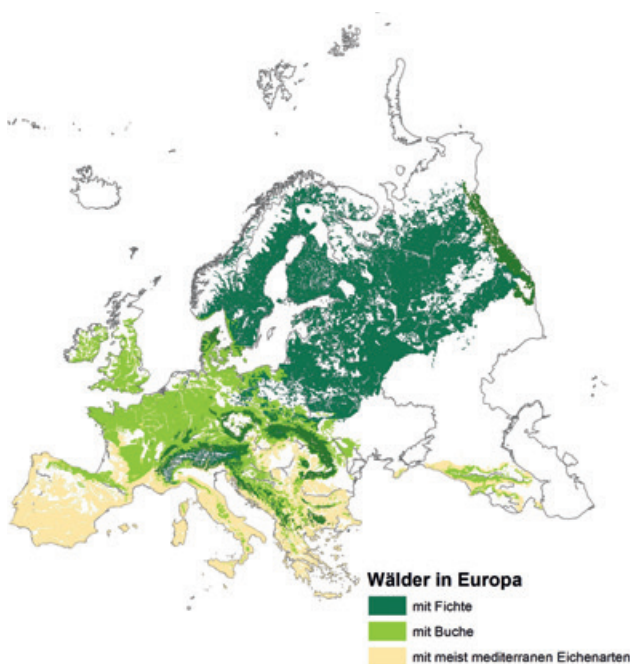 Wälder in Europa
mit Fichte
mit Buche
mit meist mediterranen Eichenarten